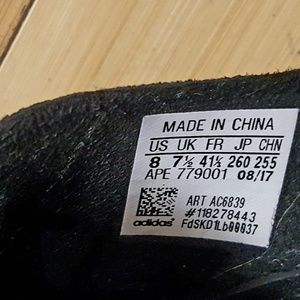 MADE IN CHINA
US UK FR JP CHN
8 7½ 41⅓ 260 255
APE 779001 08/17
ART AC6839
#118278443
adidas FdSKD1Lb00037